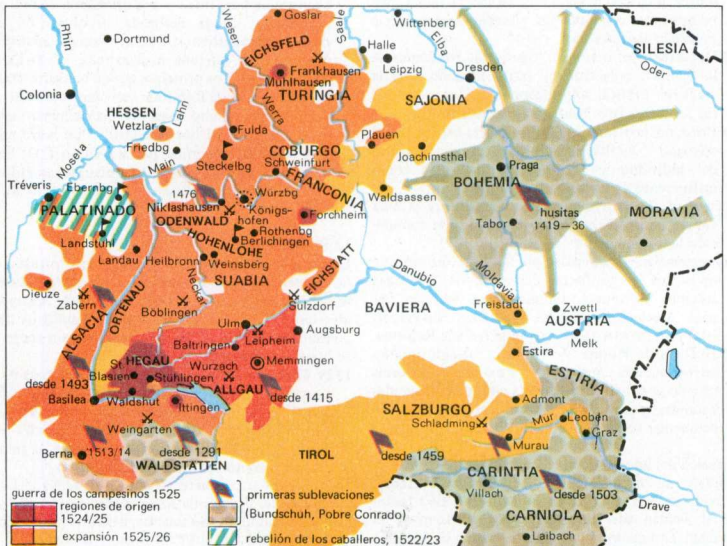 Goslar
Wittenberg
Rhin
Weser
Saale
Elba
Dortmund
EICHSFELD
Halle
SILESIA
Leipzig
Oder
Frankhausen
Dresden
Mühlhausen
Colonia
TURINGIA
SAJONIA
HESSEN
Werra
Lahn
Wetzlar
Fulda
Plauen
Friedbg
COBURGO
Joachimsthal
Mosela
Main
Steckelbg
Schweinfurt
Praga
FRANCONIA
BOHEMIA
Tréveris
Ebernbg
1476
Würzbg
Waldsassen
Niklashausen
Königs-
hofen
husitas
1419—36
MORAVIA
PALATINADO
ODENWALD
Forchheim
Tabor
Rothenbg
HOHENLOHE
Berlichingen
Landstuhl
Landau
Heilbronn
Weinsberg
Moldavia
EICHSTATT
Danubio
SUABIA
Dieuze
Neckar
Zabern
ORTENAU
Sulzdorf
Freistadt
Zwettl
Böblingen
BAVIERA
AUSTRIA
ALSACIA
Ulm
Augsburg
Melk
Leipheim
Baltringen
Estira
HEGAU
Memmingen
St
Blasien
Wurzach
ESTIRIA
desde 1493
Stühlingen
ALLGAU
desde 1415
Basilea
Waldshut
Ittingen
Admont
SALZBURGO
Mur
Leoben
Weingarten
Schladming
Graz
Berna
1513/14
desde 1291
Murau
WALDSTATTEN
TIROL
desde 1459
CARINTIA
guerra de los campesinos 1525
primeras sublevaciones
Villach
desde 1503
regiones de origen
1524/25
(Bundschuh, Pobre Conrado)
CARNIOLA
Drave
expansión 1525/26
rebelión de los caballeros, 1522/23
Laibach